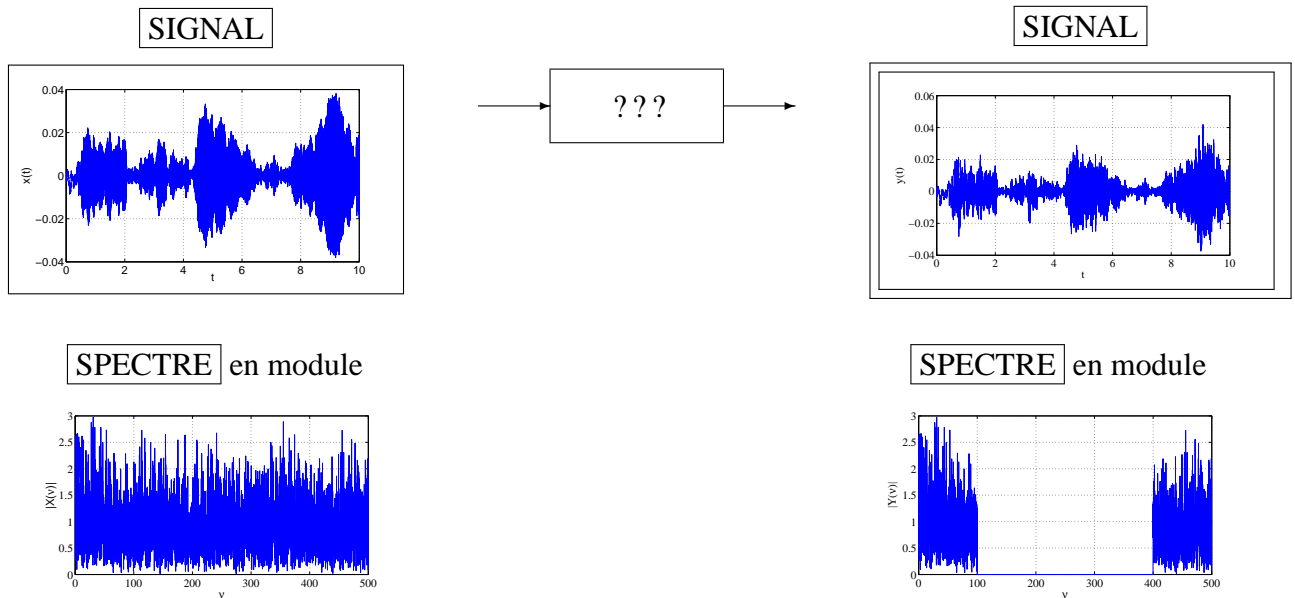 SIGNAL
SIGNAL
? ? ?
0.04
0.02
0
−0.02
−0.04
x(t)
0 2 4 6 8 10
t
0.06
0.04
0.02
0
−0.02
−0.04
y(t)
0 2 4 6 8 10
t
SPECTRE en module
SPECTRE en module
3
2.5
2
1.5
1
0.5
0
|X(ν)|
0 100 200 300 400 500
ν
3
2.5
2
1.5
1
0.5
0
|Y(ν)|
0 100 200 300 400 500
ν